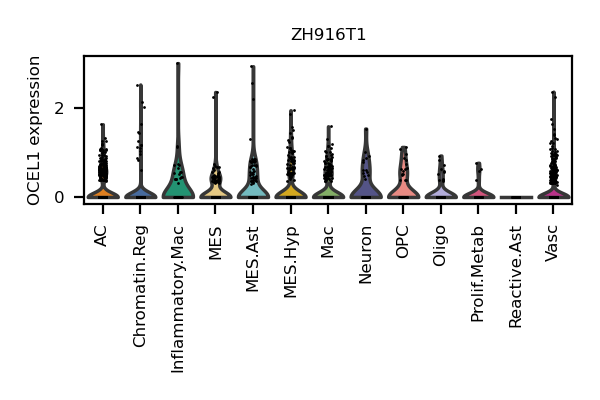 ZH916T1
OCEL1 expression
2
0
AC
Chromatin.Reg
Inflammatory.Mac
MES
MES.Ast
MES.Hyp
Mac
Neuron
OPC
Oligo
Prolif.Metab
Reactive.Ast
Vasc